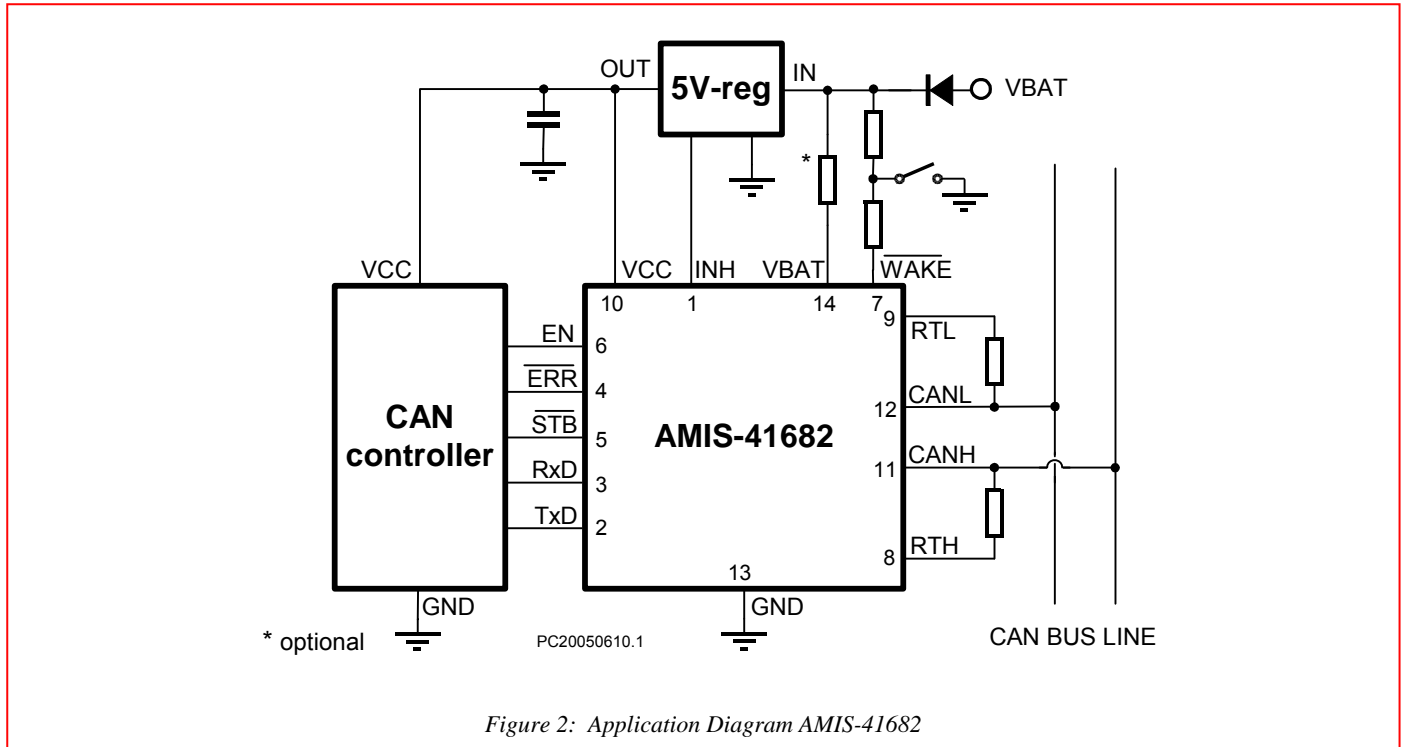 OUT
5V-reg
IN
VBAT
*
VCC
VCC
INH
VBAT
WAKE
10
1
14
7
9
RTL
EN
6
ERR
4
CANL
12
CAN
controller
STB
5
AMIS-41682
CANH
11
RxD
3
TxD
2
RTH
8
13
GND
GND
* optional
PC20050610.1
CAN BUS LINE
Figure 2: Application Diagram AMIS-41682